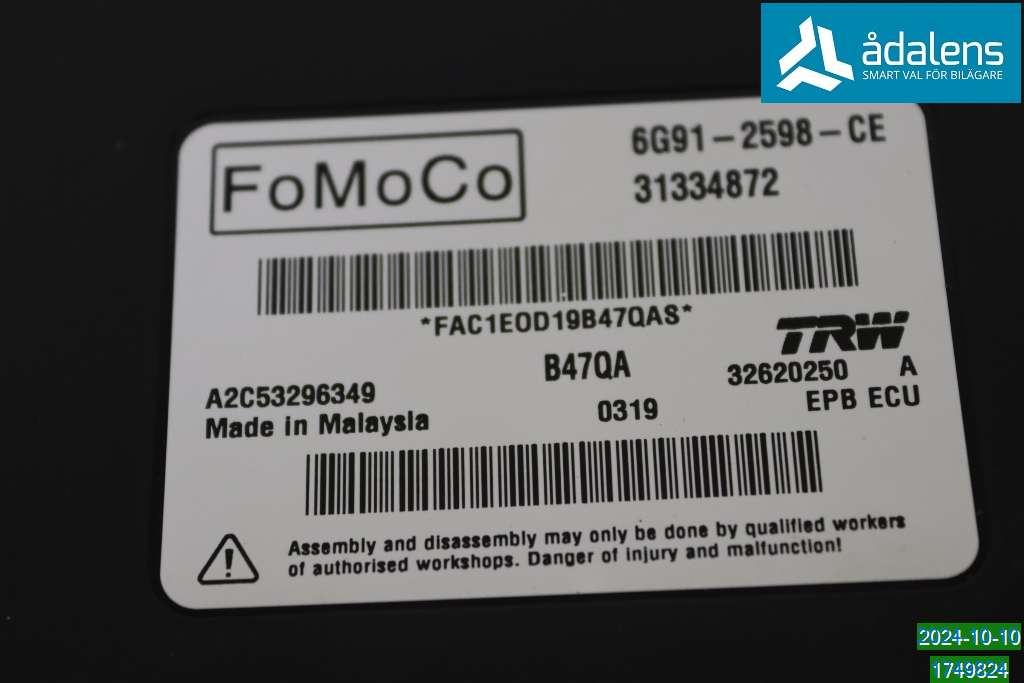 ådalens
SMART VAL FÖR BILÄGARE
FoMoCo
6G91-2598-CE
31334872
*FAC1E0D19B47QAS*
B47QA
TRW
32620250 A
A2C53296349
Made in Malaysia
0319
EPB ECU
Assembly and disassembly may only be done by qualified workers
of authorised workshops. Danger of injury and malfunction!
2024-10-10
1749824